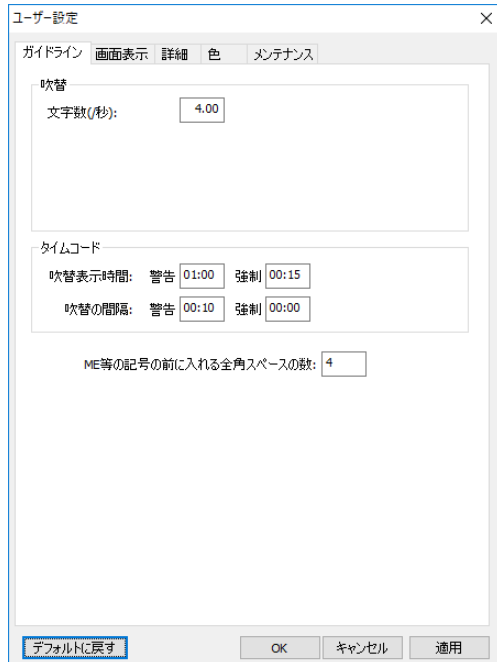 ユーザー設定
ガイドライン 画面表示 詳細 色 メンテナンス
吹替
文字数(/秒): 4.00
タイムコード
吹替表示時間: 警告 01:00 強制 00:15
吹替の間隔: 警告 00:10 強制 00:00
ME等の記号の前に入れる全角スペースの数: 4
デフォルトに戻す OK キャンセル 適用